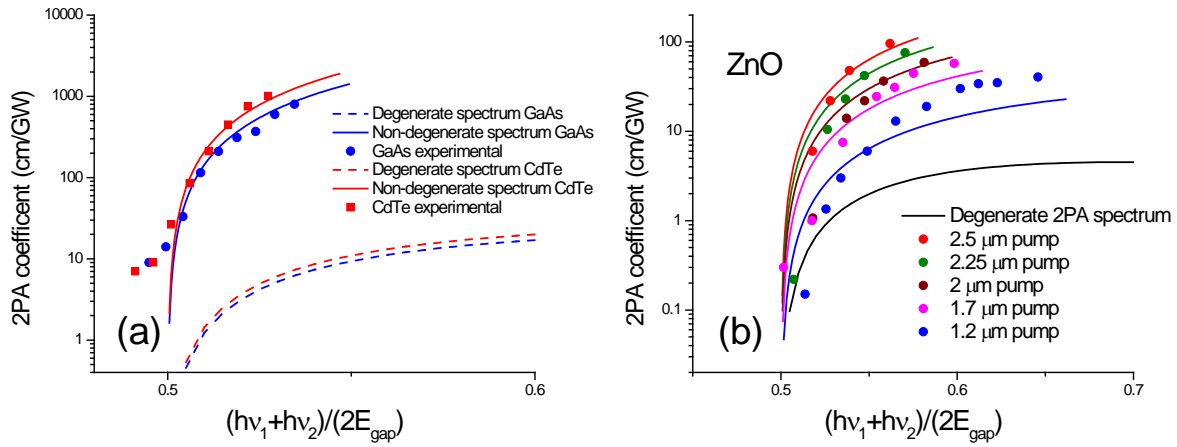 10000
1000
100
10
1
2PA coefficent (cm/GW)
Degenerate spectrum GaAs
Non-degenerate spectrum GaAs
GaAs experimental
Degenerate spectrum CdTe
Non-degenerate spectrum CdTe
CdTe experimental
(a)
0.5 0.6
(hν₁+hν₂)/(2E_gap)
100
10
1
0.1
2PA coefficient (cm/GW)
ZnO
Degenerate 2PA spectrum
2.5 μm pump
2.25 μm pump
2 μm pump
1.7 μm pump
1.2 μm pump
(b)
0.5 0.6 0.7
(hν₁+hν₂)/(2E_gap)